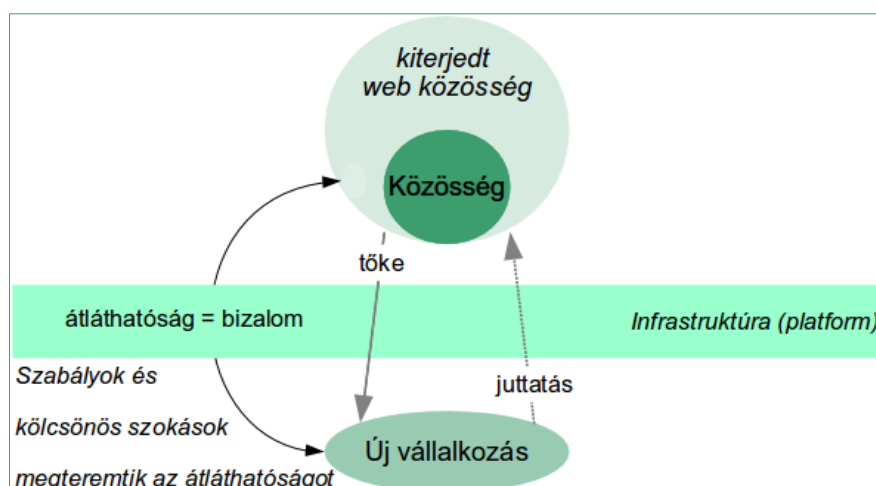 kiterjedt
web közösség
Közösség
tőke
átláthatóság = bizalom
Infrastruktúra (platform)
juttatás
Szabályok és
kölcsönös szokások
megteremtik az átláthatóságot
Új vállalkozás